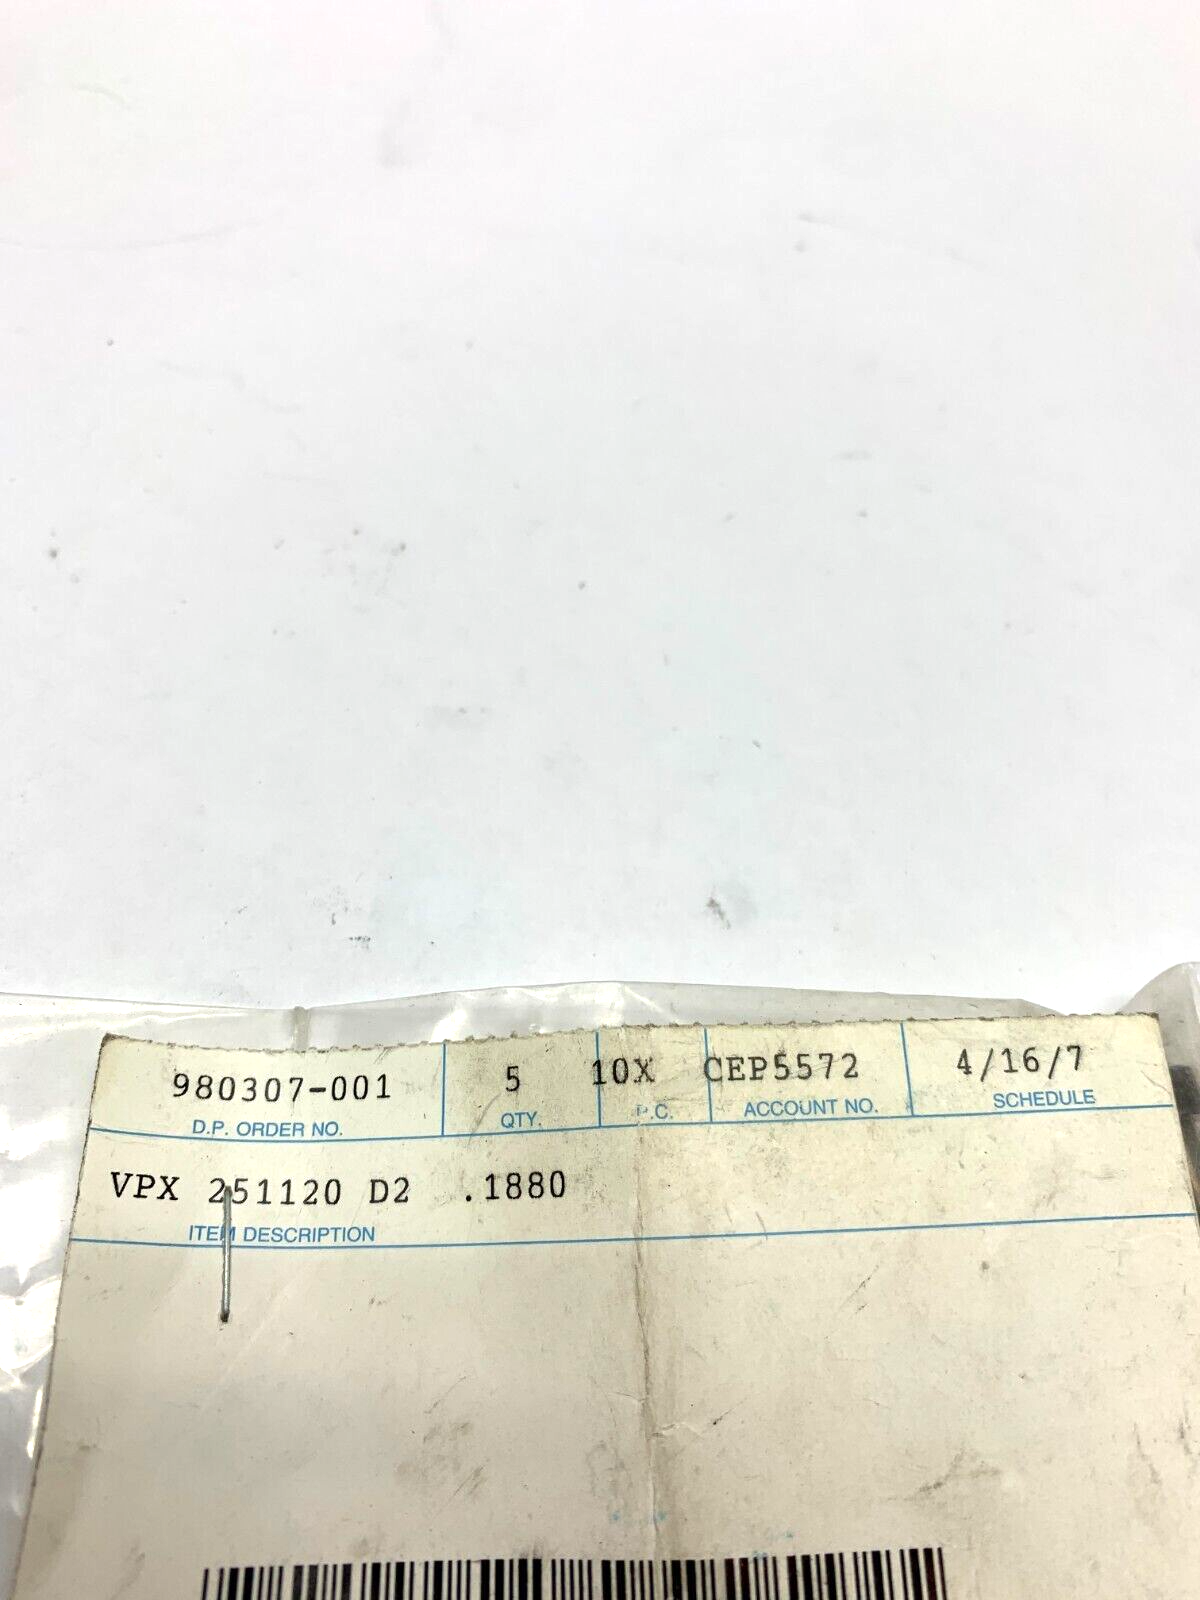 980307-001 5 10X CEP5572 4/16/7
D.P. ORDER NO. QTY. P.C. ACCOUNT NO. SCHEDULE
VPX 251120 D2 .1880
ITEM DESCRIPTION